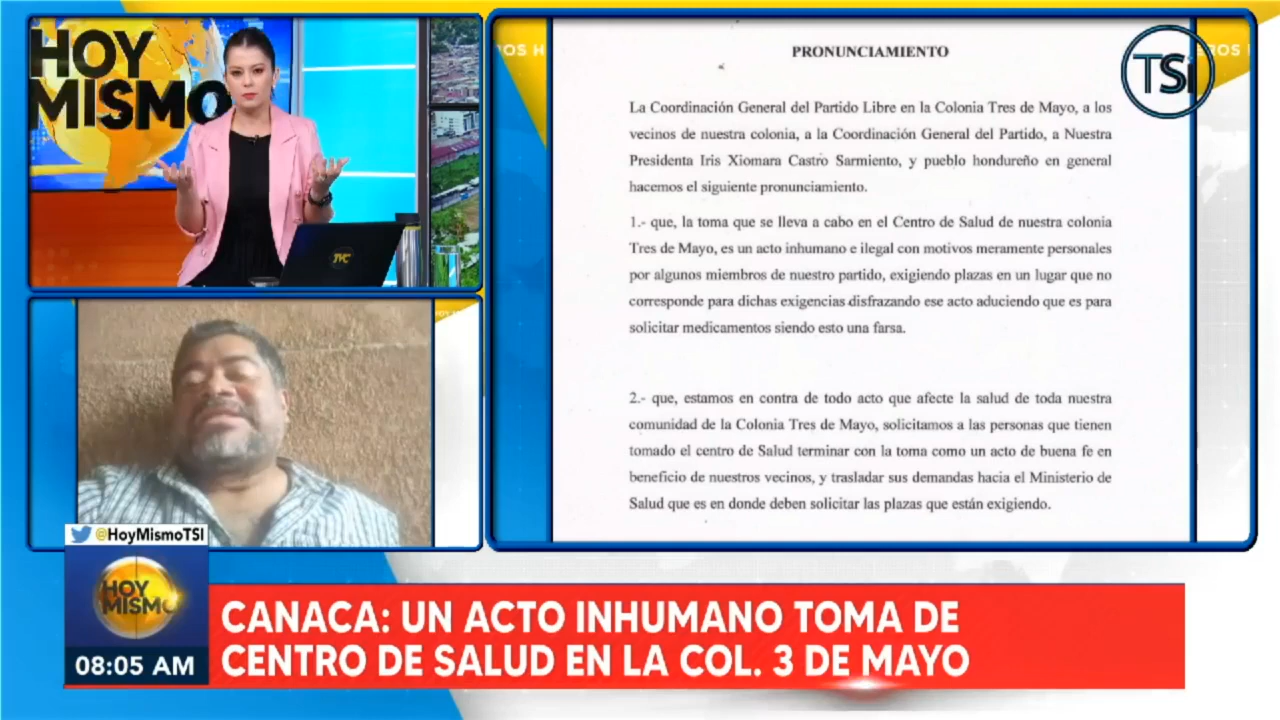 HOY
MISMO
TVC
PRONUNCIAMIENTO
TSi
La Coordinación General del Partido Libre en la Colonia Tres de Mayo, a los
vecinos de nuestra colonia, a la Coordinación General del Partido, a Nuestra
Presidenta Iris Xiomara Castro Sarmiento, y pueblo hondureño en general
hacemos el siguiente pronunciamiento.
1.- que, la toma que se lleva a cabo en el Centro de Salud de nuestra colonia
Tres de Mayo, es un acto inhumano e ilegal con motivos meramente personales
por algunos miembros de nuestro partido, exigiendo plazas en un lugar que no
corresponde para dichas exigencias disfrazando ese acto aduciendo que es para
solicitar medicamentos siendo esto una farsa.
2.- que, estamos en contra de todo acto que afecte la salud de toda nuestra
comunidad de la Colonia Tres de Mayo, solicitamos a las personas que tienen
tomado el centro de Salud terminar con la toma como un acto de buena fe en
beneficio de nuestros vecinos, y trasladar sus demandas hacia el Ministerio de
Salud que es en donde deben solicitar las plazas que están exigiendo.
@HoyMismoTSI
HOY
MISMO
08:05 AM
CANACA: UN ACTO INHUMANO TOMA DE
CENTRO DE SALUD EN LA COL. 3 DE MAYO